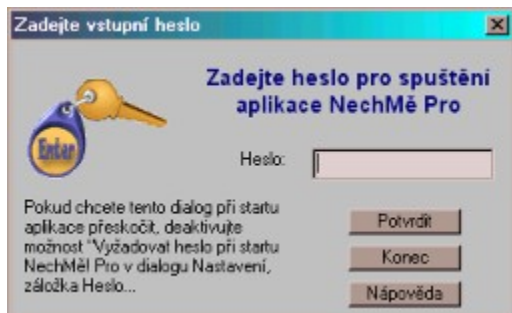 Zadejte vstupní heslo
Zadejte heslo pro spuštění
aplikace NechMě Pro
Enter
Heslo:
Pokud chcete tento dialog při startu
aplikace přeskočit, deaktivujte
možnost "Vyžadovat heslo při startu
NechMě! Pro v dialogu Nastavení,
záložka Heslo...
Potvrdit
Konec
Nápověda